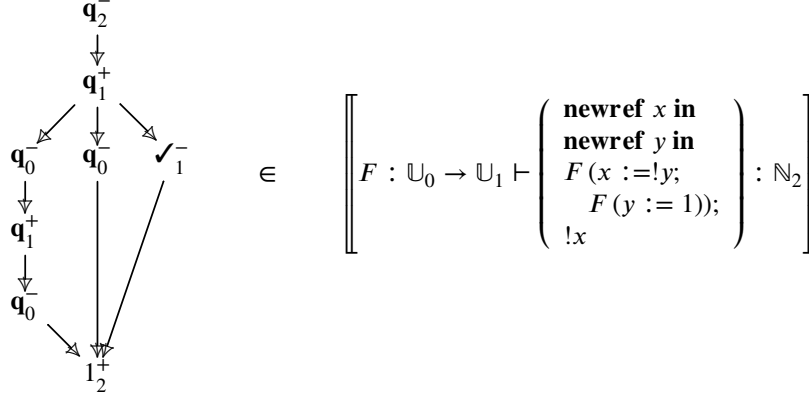 q₂⁻
q₁⁺
q₀⁻ q₀⁻ ✓₁⁻
q₁⁺
q₀⁻
1₂⁺
∈
⟦ F : 𝕌₀ → 𝕌₁ ⊢ ( newref x in
newref y in
F (x :=!y;
F (y := 1));
!x ) : ℕ₂ ⟧